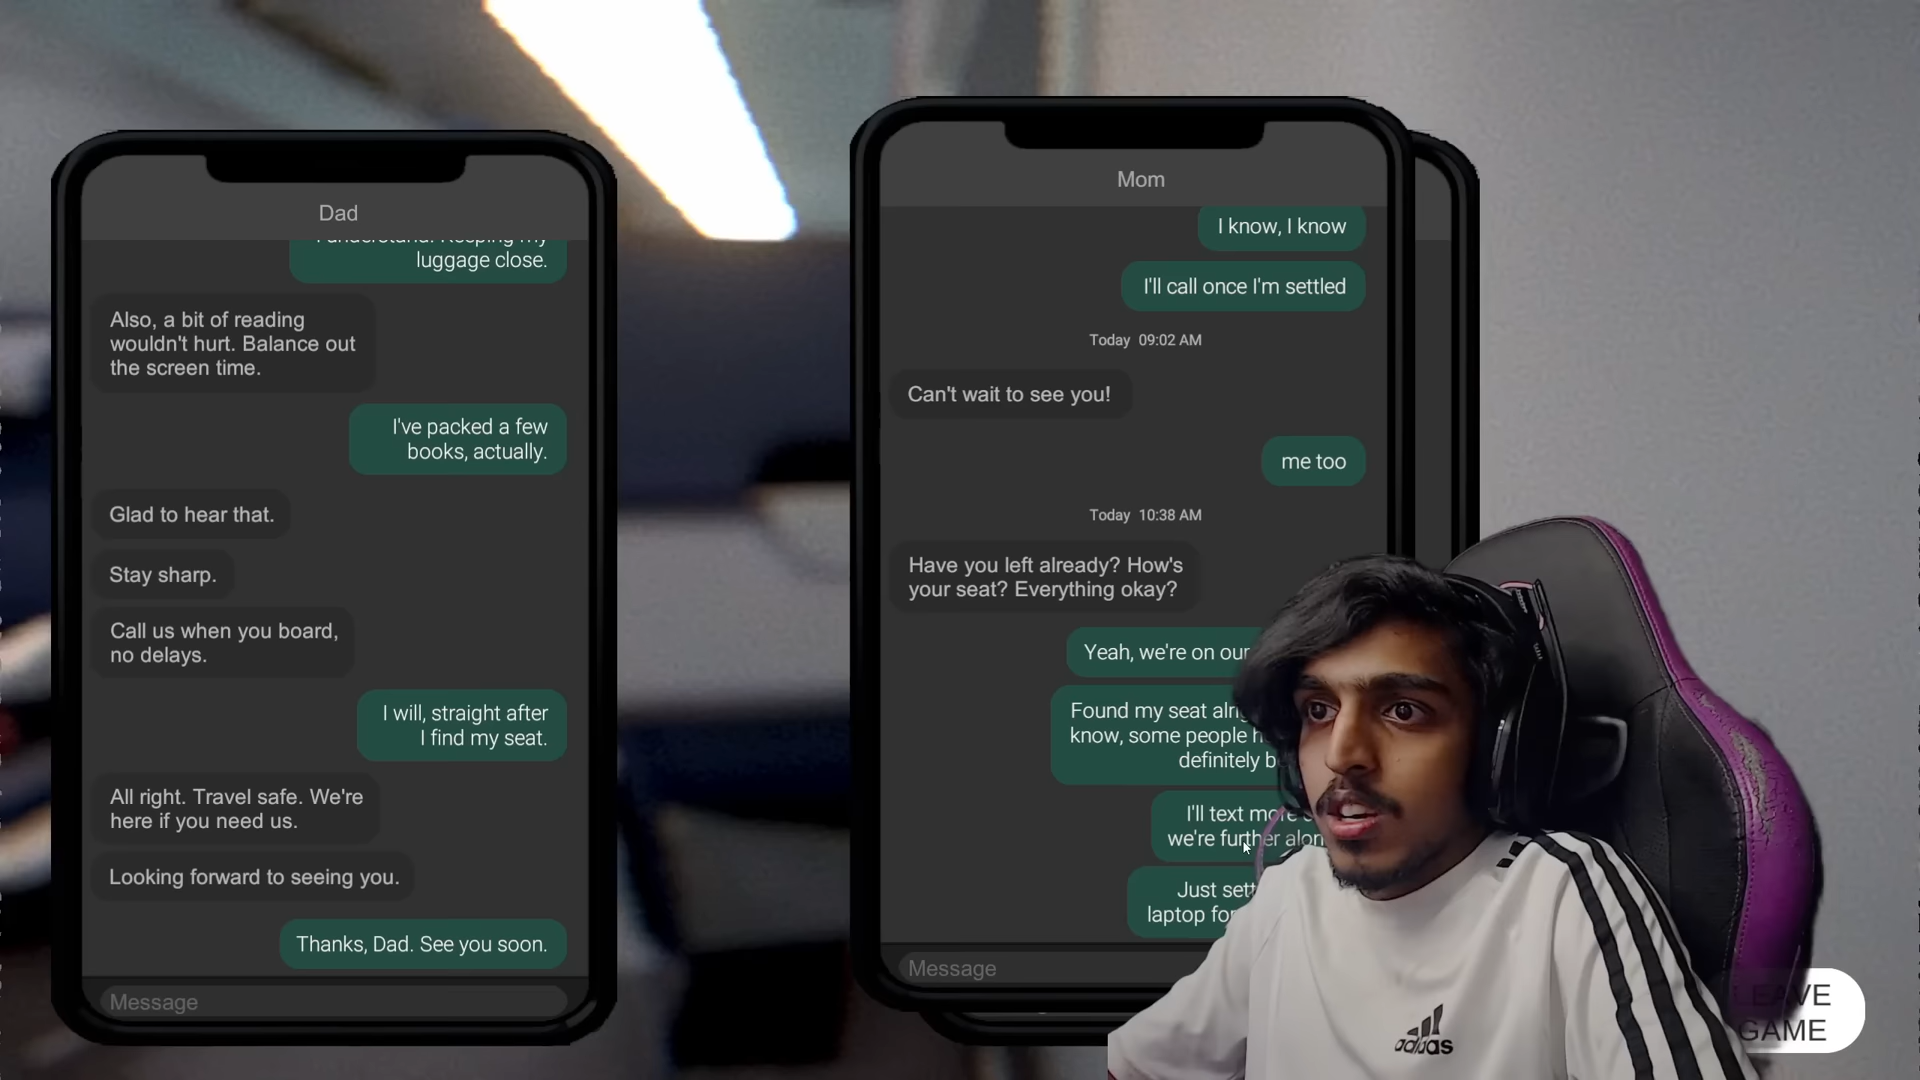 Dad
luggage close.
Also, a bit of reading
wouldn't hurt. Balance out
the screen time.
I've packed a few
books, actually.
Glad to hear that.
Stay sharp.
Call us when you board,
no delays.
I will, straight after
I find my seat.
All right. Travel safe. We're
here if you need us.
Looking forward to seeing you.
Thanks, Dad. See you soon.
Message
Mom
I know, I know
I'll call once I'm settled
Today 09:02 AM
Can't wait to see you!
me too
Today 10:38 AM
Have you left already? How's
your seat? Everything okay?
Yeah, we're on our
Found my seat
know, some people
definitely
I'll text more
we're further
Just
laptop
Message
adidas
LEAVE
GAME